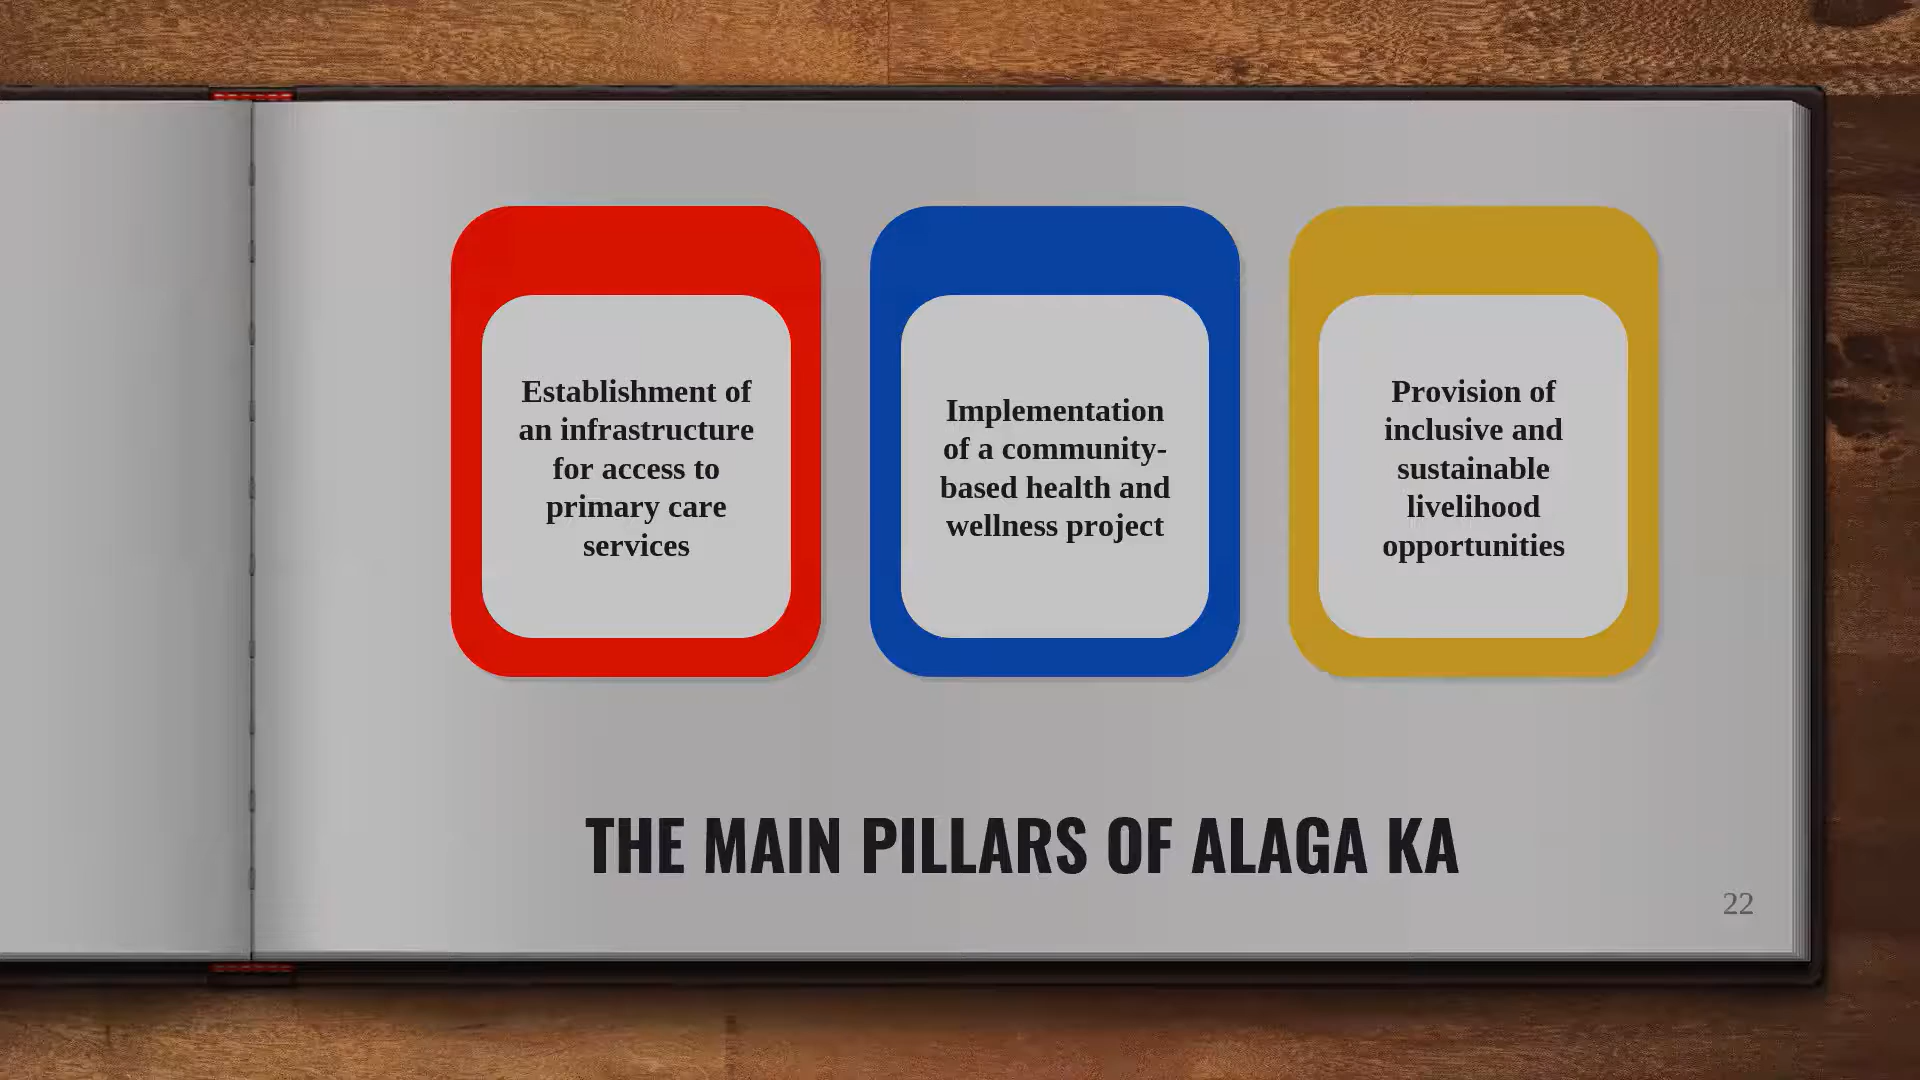 Establishment of
an infrastructure
for access to
primary care
services
Implementation
of a community-
based health and
wellness project
Provision of
inclusive and
sustainable
livelihood
opportunities
THE MAIN PILLARS OF ALAGA KA
22